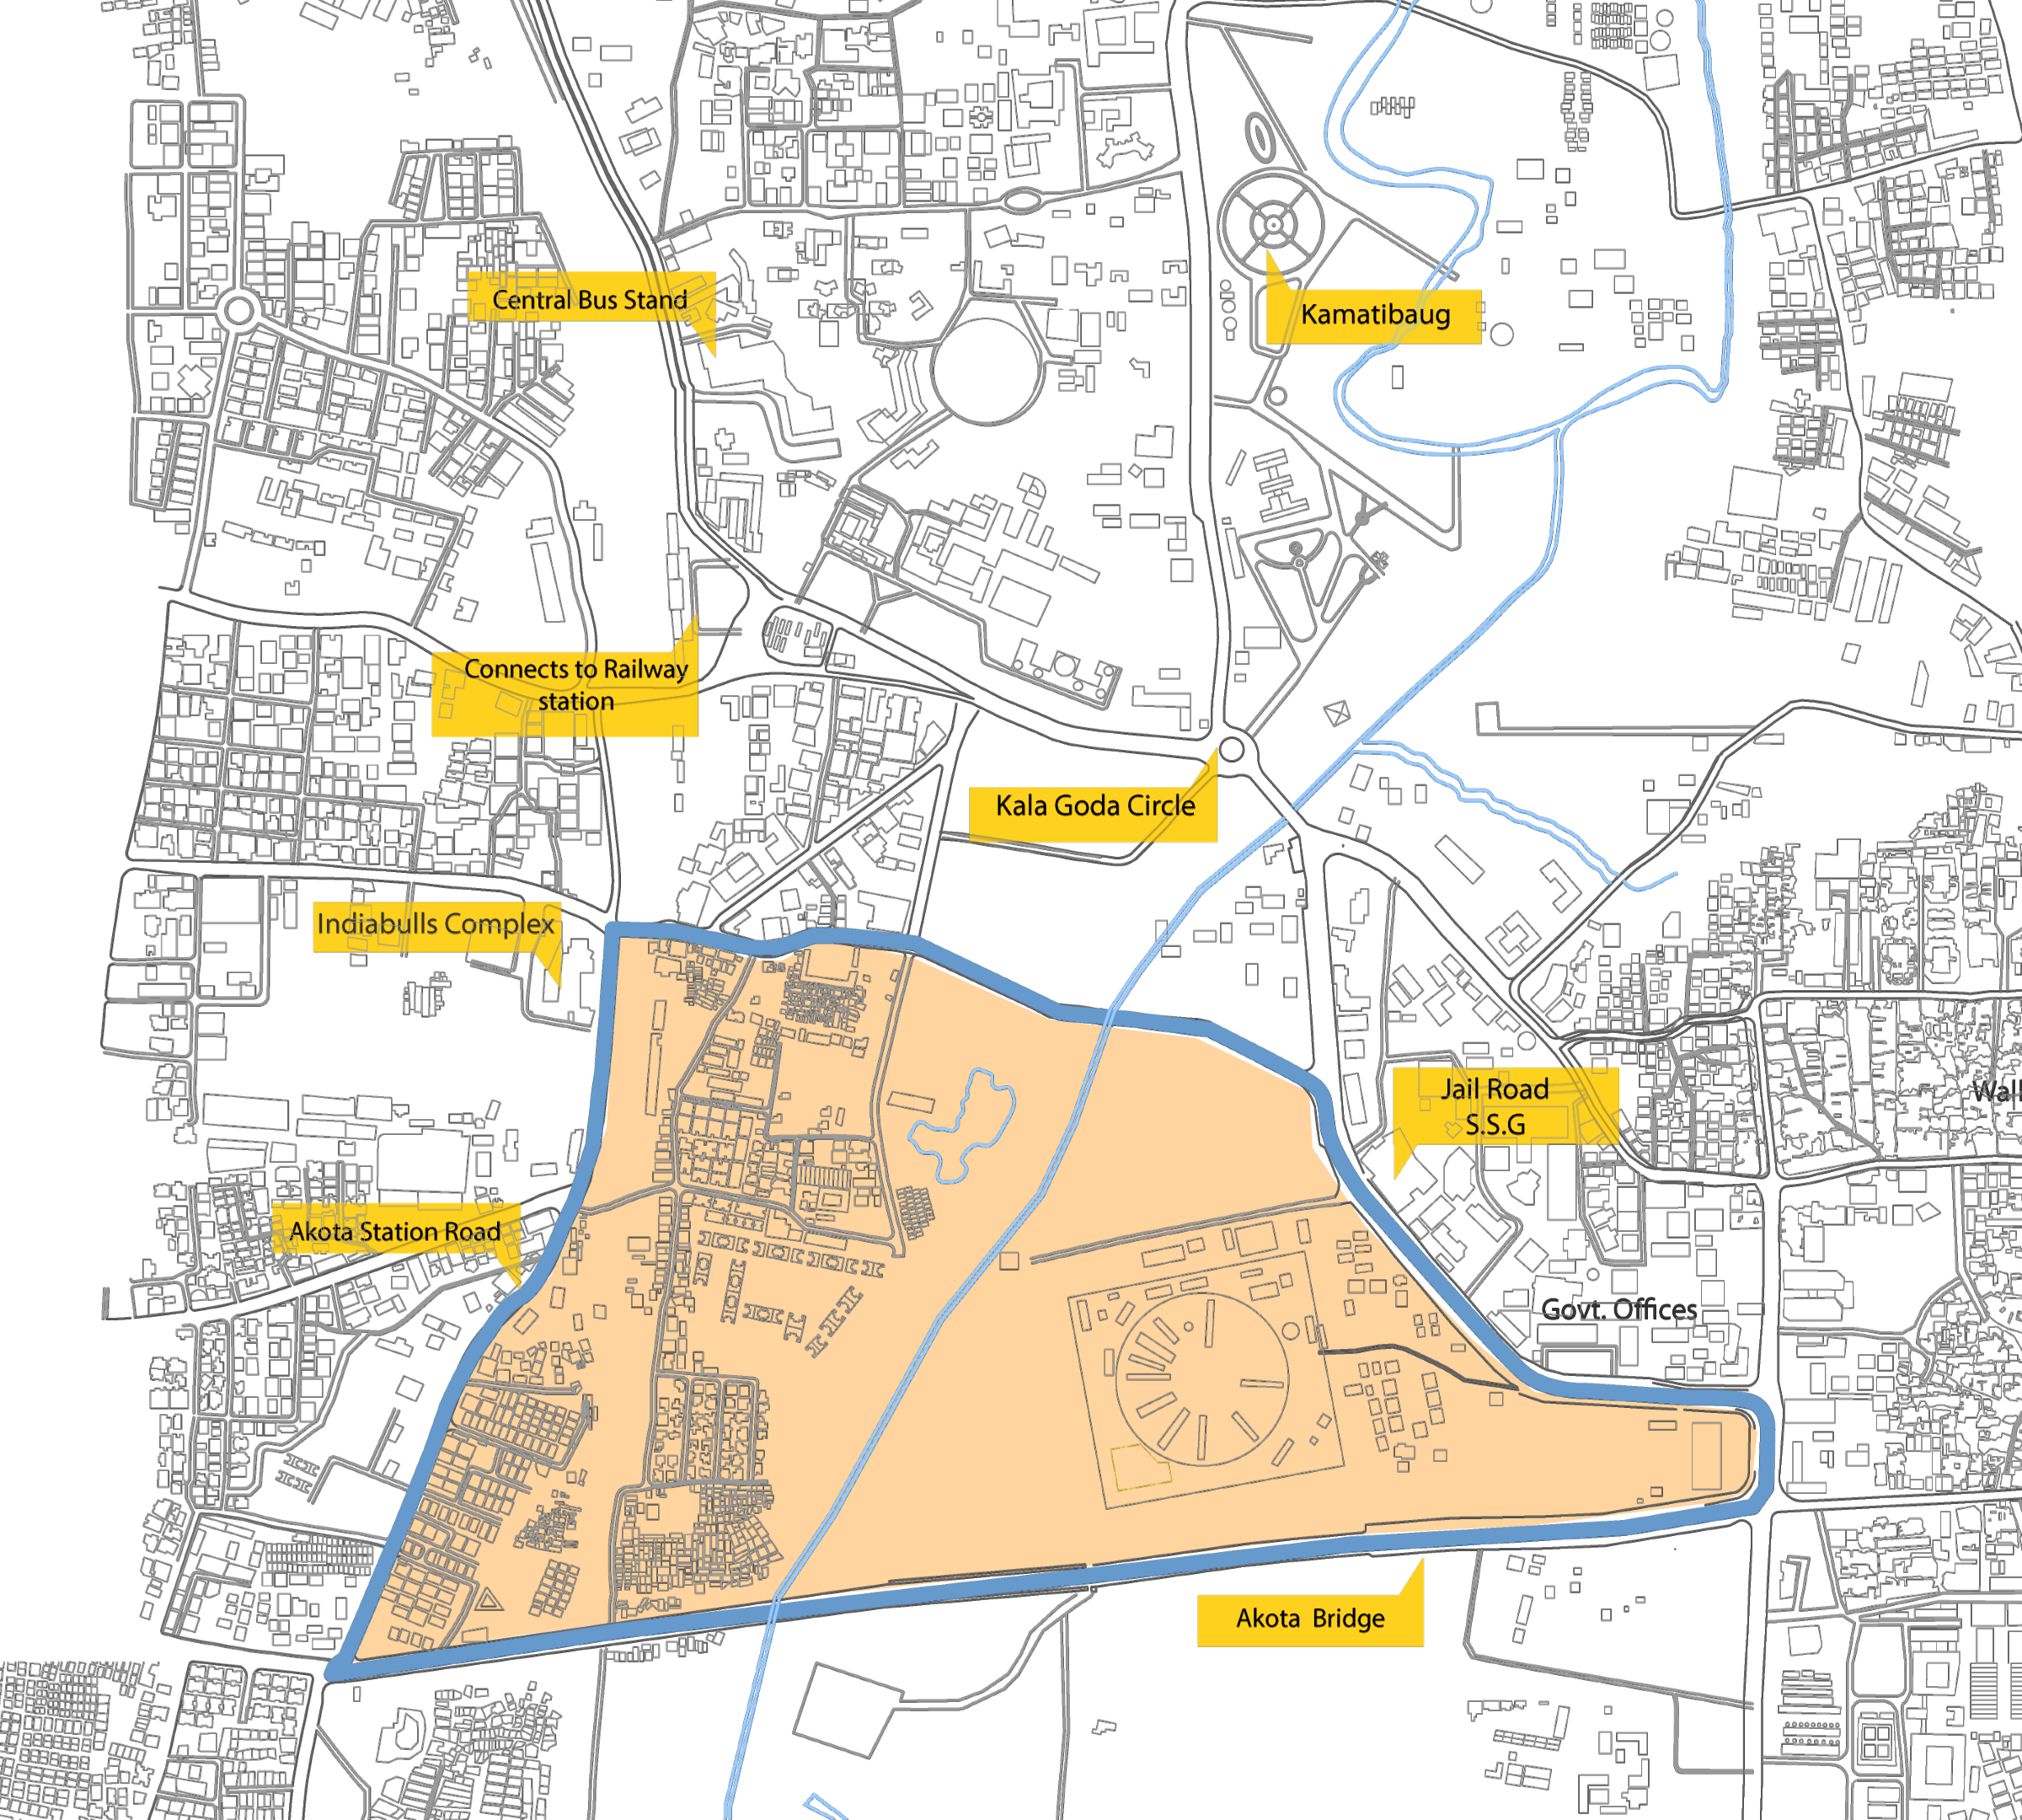 Central Bus Stand
Kamatibaug
Connects to Railway
station
Kala Goda Circle
Indiabulls Complex
Jail Road
S.S.G
Akota Station Road
Govt. Offices
Akota Bridge